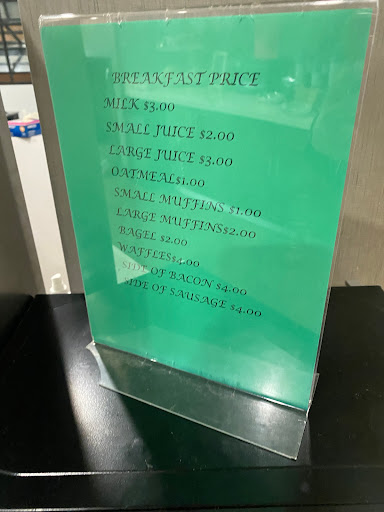 BREAKFAST PRICE
MILK $3.00
SMALL JUICE $2.00
LARGE JUICE $3.00
OATMEAL$1.00
SMALL MUFFINS $1.00
LARGE MUFFINS$2.00
BAGEL $2.00
WAFFLES$4.00
SIDE OF BACON $4.00
SIDE OF SAUSAGE $4.00